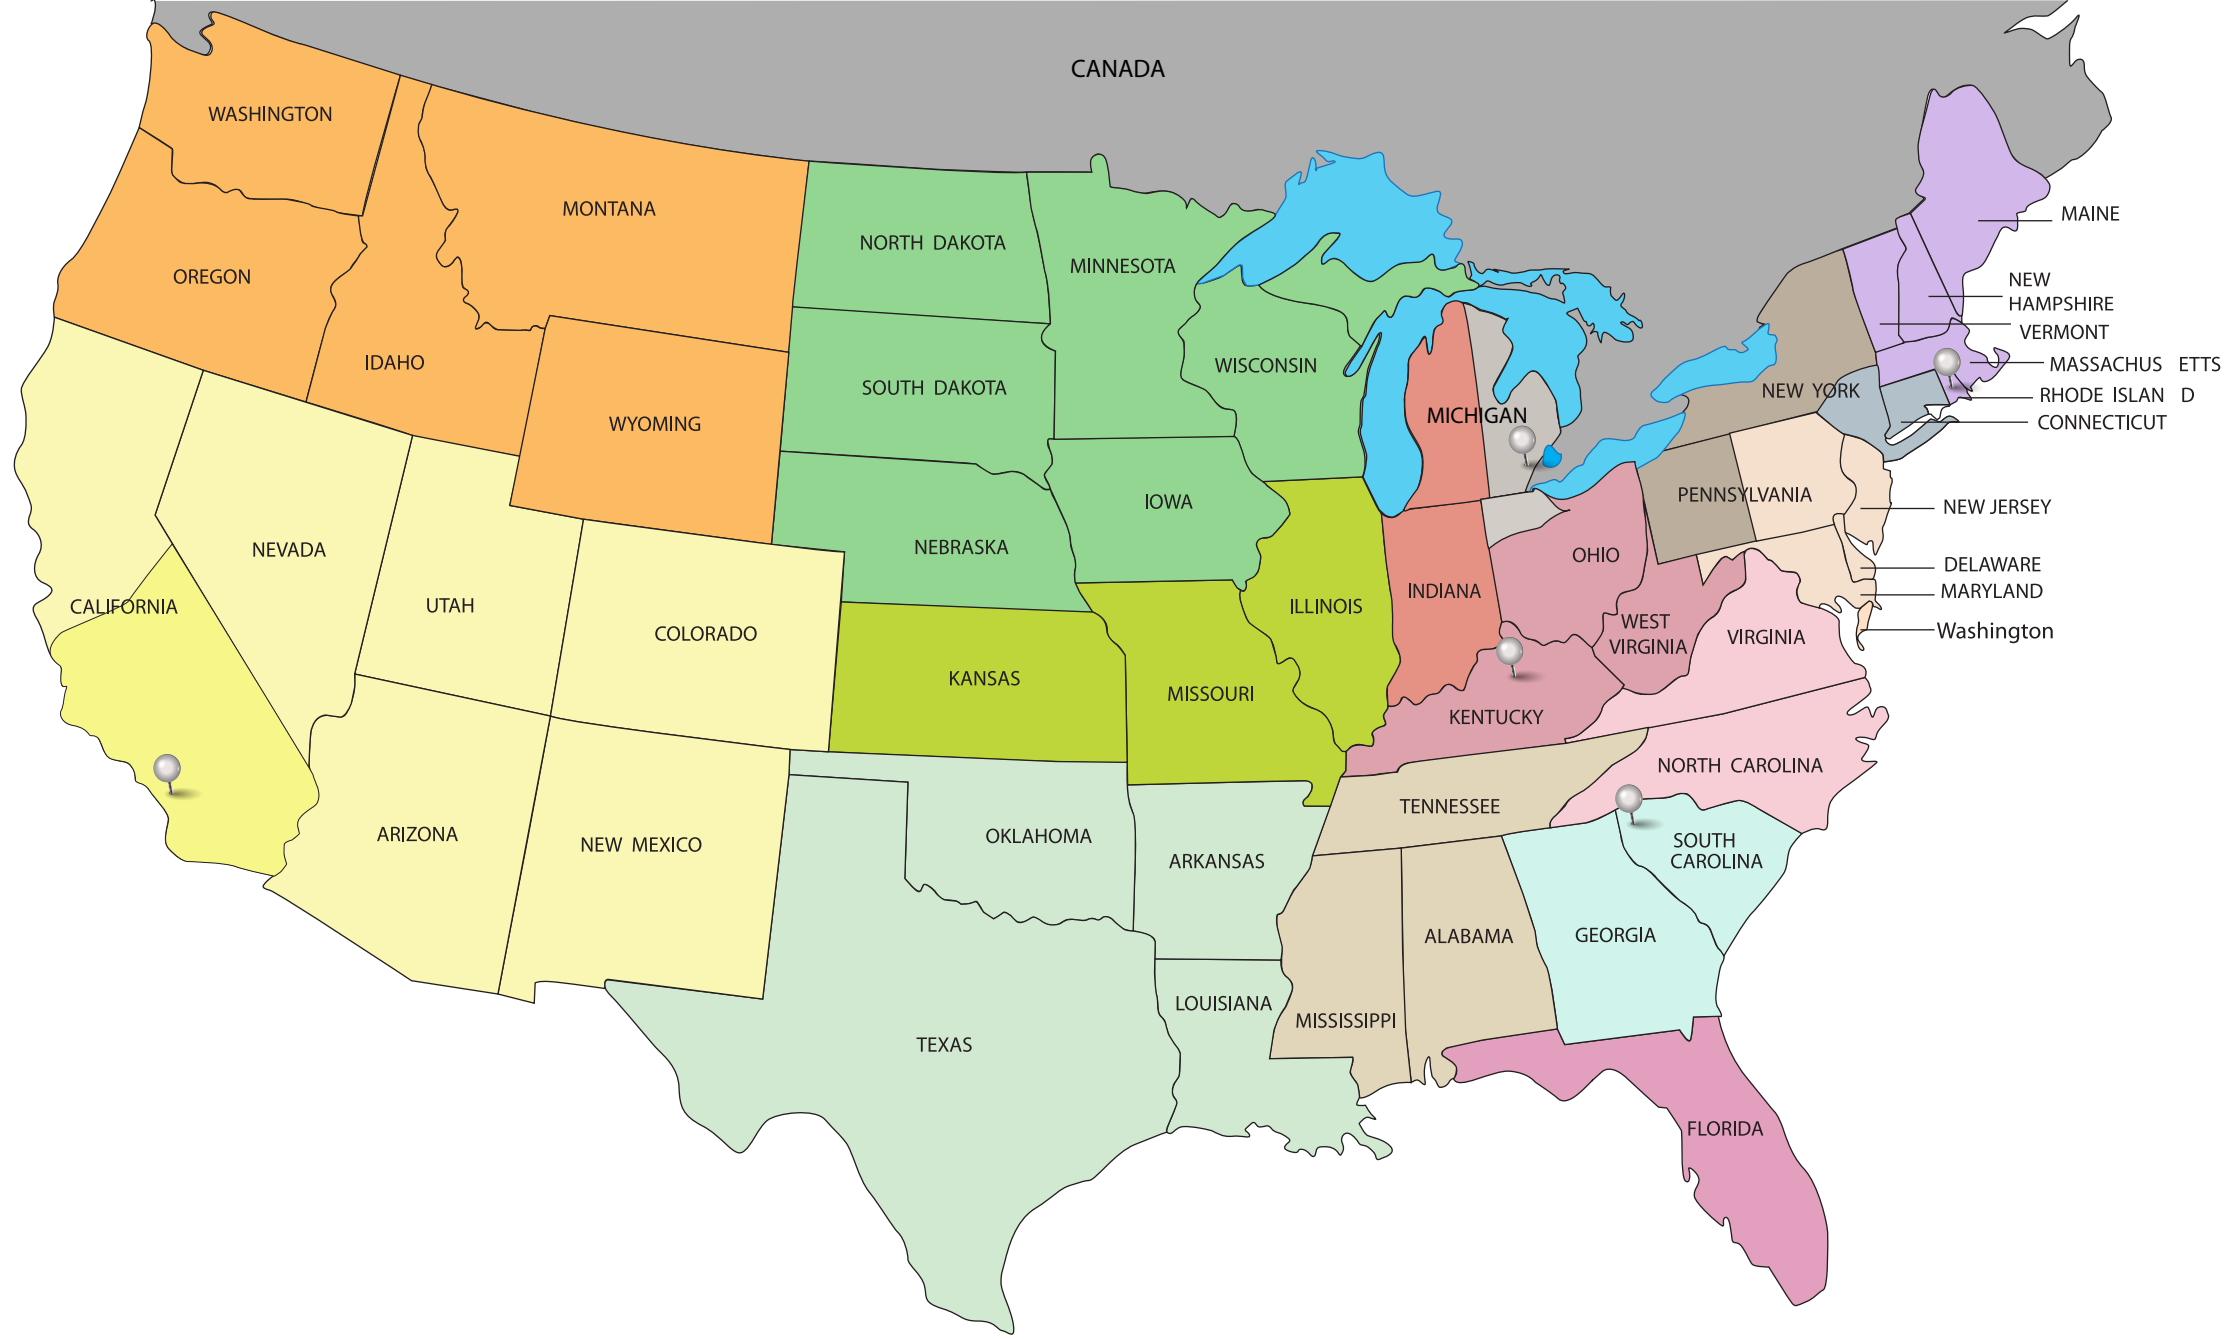 CANADA
WASHINGTON
MONTANA
MAINE
NORTH DAKOTA
MINNESOTA
OREGON
NEW
HAMPSHIRE
VERMONT
IDAHO
WISCONSIN
MASSACHUS ETTS
SOUTH DAKOTA
NEW YORK
RHODE ISLAN D
MICHIGAN
WYOMING
CONNECTICUT
PENNSYLVANIA
IOWA
NEW JERSEY
NEVADA
NEBRASKA
OHIO
DELAWARE
INDIANA
MARYLAND
CALIFORNIA
UTAH
ILLINOIS
WEST
VIRGINIA
Washington
COLORADO
VIRGINIA
KANSAS
MISSOURI
KENTUCKY
NORTH CAROLINA
TENNESSEE
ARIZONA
NEW MEXICO
OKLAHOMA
SOUTH
CAROLINA
ARKANSAS
ALABAMA
GEORGIA
LOUISIANA
MISSISSIPPI
TEXAS
FLORIDA